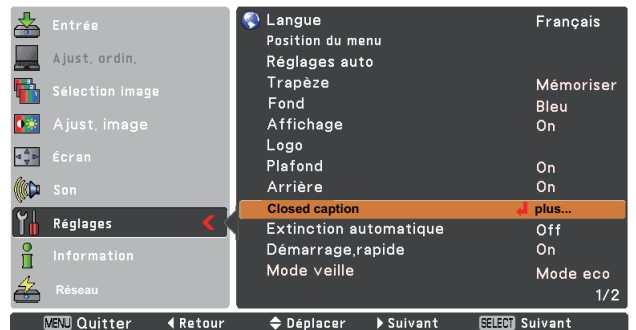 Entrée
Ajust. ordin.
Sélection image
Ajust. image
Écran
Son
Réglages
Information
Réseau
Langue Français
Position du menu
Réglages auto
Trapèze Mémoriser
Fond Bleu
Affichage On
Logo
Plafond On
Arrière On
Closed caption plus...
Extinction automatique Off
Démarrage,rapide On
Mode veille Mode eco
1/2
MENU Quitter Retour Déplacer Suivant SELECT Suivant